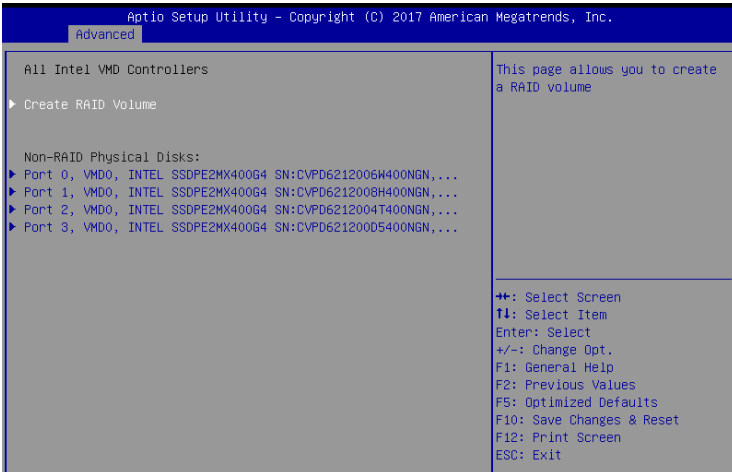 Aptio Setup Utility – Copyright (C) 2017 American Megatrends, Inc.
Advanced
All Intel VMD Controllers
Create RAID Volume
Non-RAID Physical Disks:
Port 0, VMD0, INTEL SSDPE2MX400G4 SN:CVPD6212006W400NGN,...
Port 1, VMD0, INTEL SSDPE2MX400G4 SN:CVPD6212008H400NGN,...
Port 2, VMD0, INTEL SSDPE2MX400G4 SN:CVPD6212004T400NGN,...
Port 3, VMD0, INTEL SSDPE2MX400G4 SN:CVPD621200D5400NGN,...
This page allows you to create
a RAID volume
→←: Select Screen
↑↓: Select Item
Enter: Select
+/-: Change Opt.
F1: General Help
F2: Previous Values
F5: Optimized Defaults
F10: Save Changes & Reset
F12: Print Screen
ESC: Exit